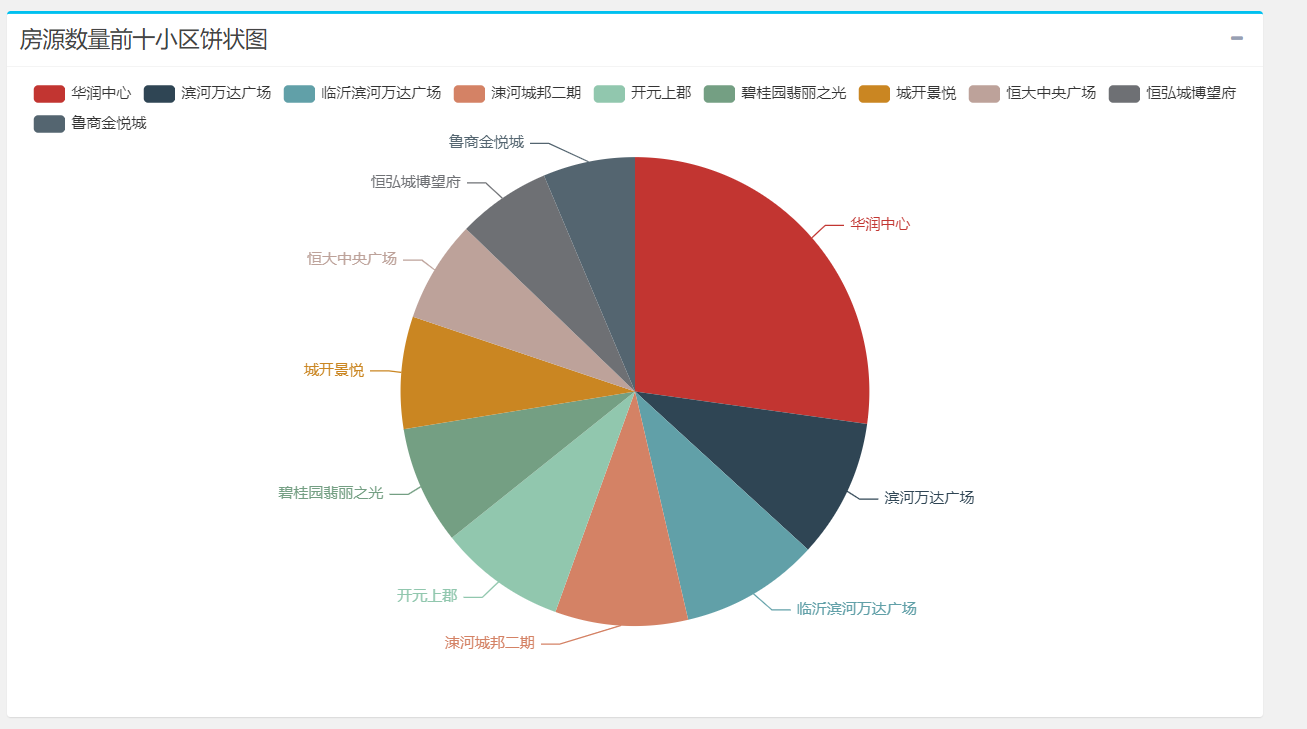 房源数量前十小区饼状图
华润中心 滨河万达广场 临沂滨河万达广场 涑河城邦二期 开元上郡 碧桂园翡丽之光 城开景悦 恒大中央广场 恒弘城博望府
鲁商金悦城
鲁商金悦城
恒弘城博望府
华润中心
恒大中央广场
城开景悦
碧桂园翡丽之光
滨河万达广场
开元上郡
临沂滨河万达广场
涑河城邦二期